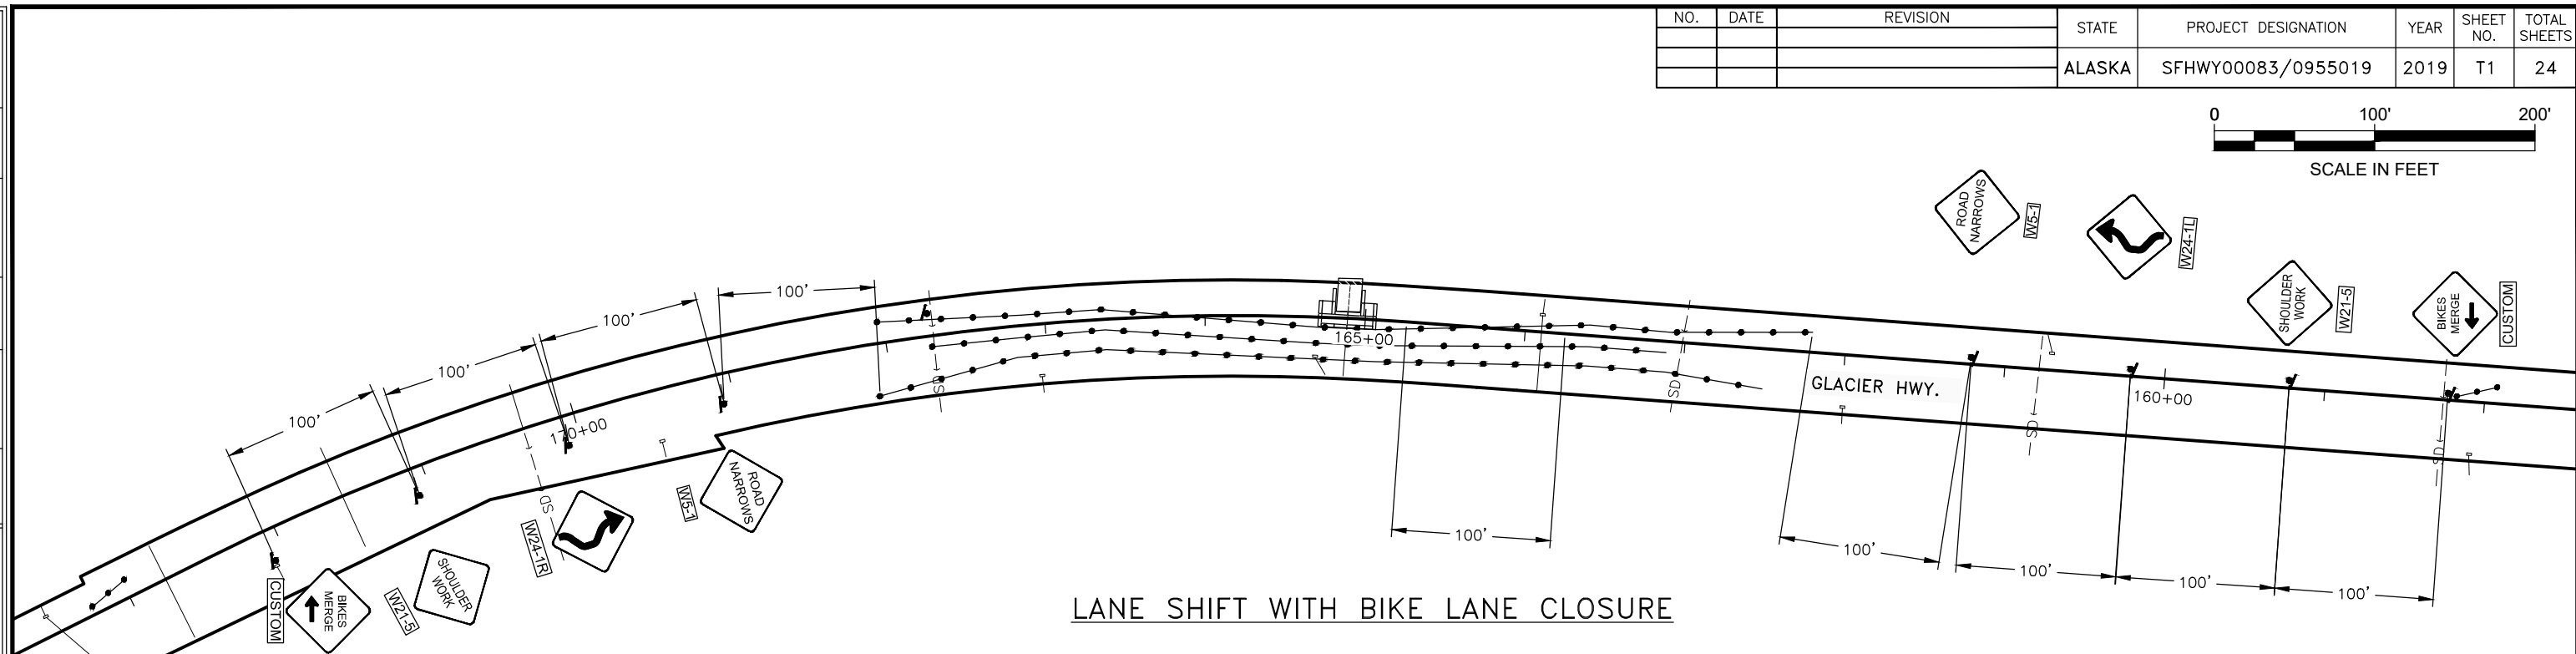 NO. DATE REVISION STATE PROJECT DESIGNATION YEAR SHEET NO. TOTAL SHEETS
ALASKA SFHWY00083/0955019 2019 T1 24
0 100' 200'
SCALE IN FEET
ROAD NARROWS
W5-1
W24-1L
SHOULDER WORK
W21-5
BIKES MERGE
CUSTOM
100'
100'
100'
100'
SD
165+00
SD
GLACIER HWY.
SD
160+00
SD
170+00
SD
ROAD NARROWS
W5-1
W24-1R
SHOULDER WORK
W21-5
BIKES MERGE
CUSTOM
100'
100'
100'
100'
100'
LANE SHIFT WITH BIKE LANE CLOSURE